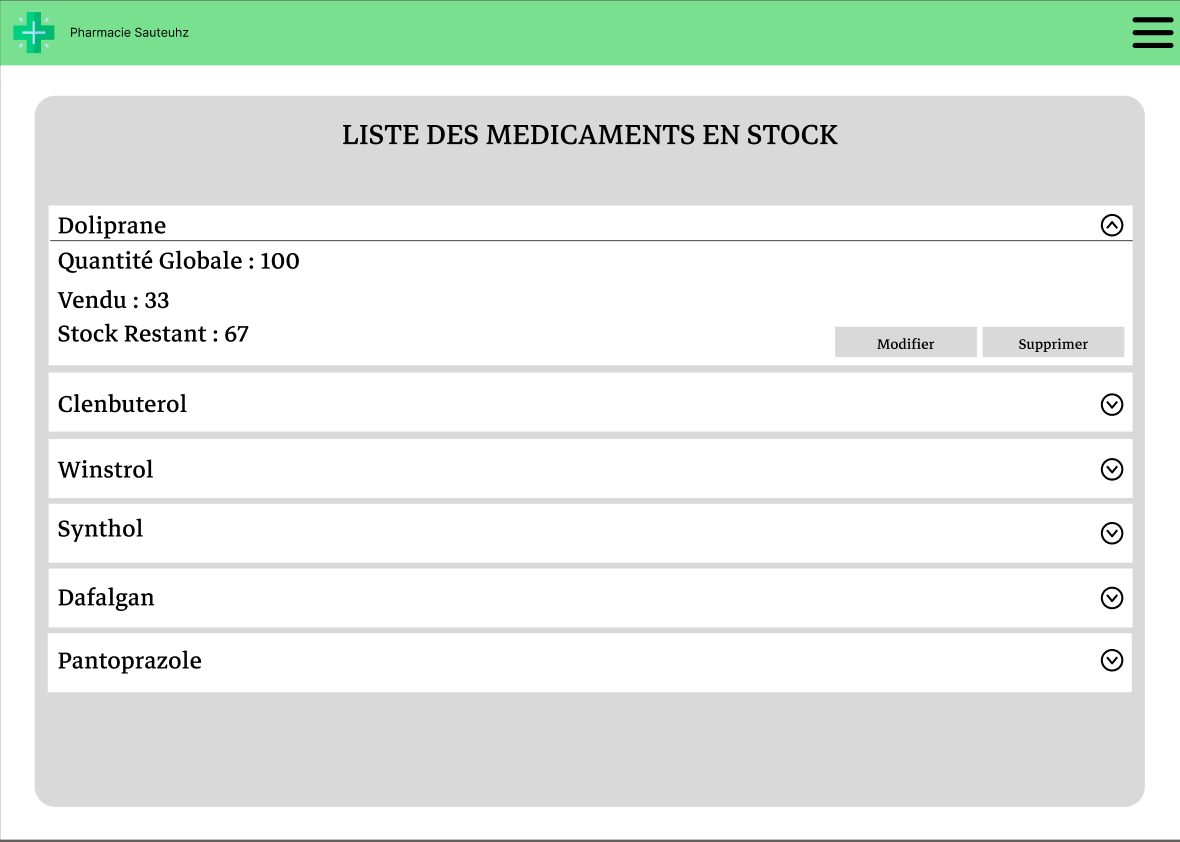 Pharmacie Sauteuhz
LISTE DES MEDICAMENTS EN STOCK
Doliprane
Quantité Globale : 100
Vendu : 33
Stock Restant : 67
Modifier Supprimer
Clenbuterol
Winstrol
Synthol
Dafalgan
Pantoprazole